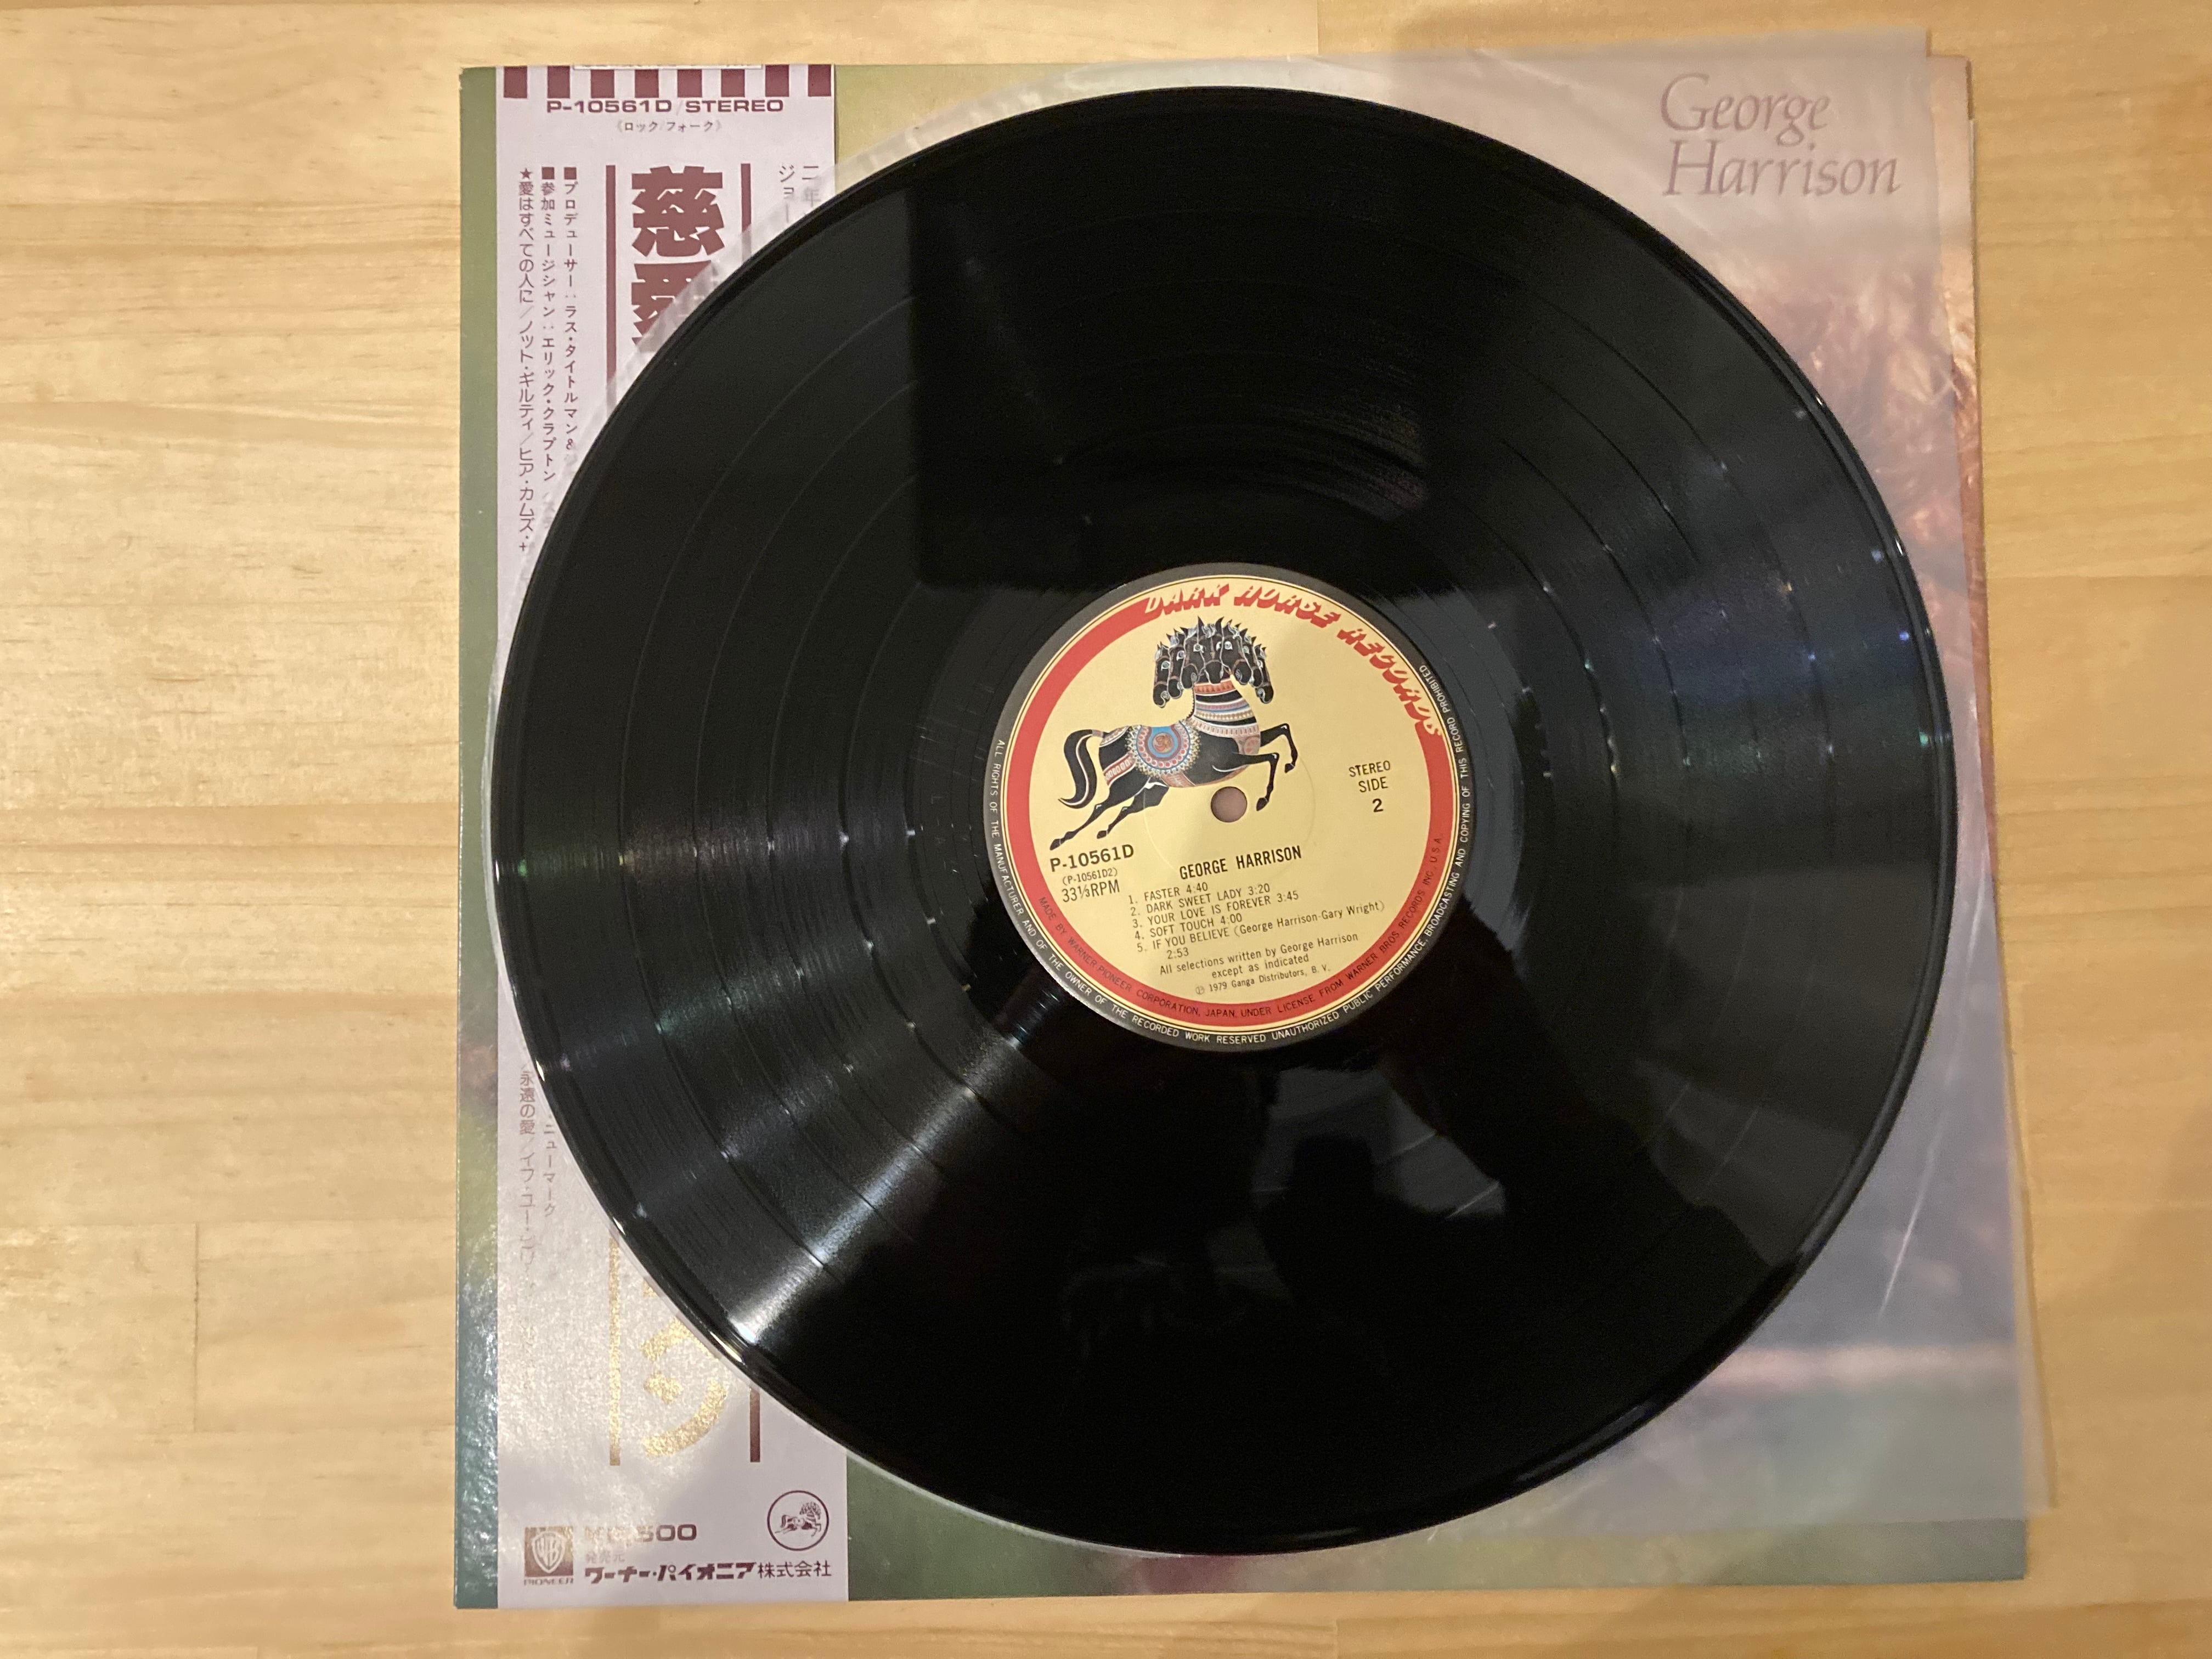 P-10561D/STEREO
《ロック/フォーク》
二年
ジョー
慈愛
■プロデューサー:ラス・タイトルマン&
■参加ミュージシャン:エリック・クラプトン
★愛はすべての人に/ノット・ギルティ/ヒア・カムズ・
ニューマーク
永遠の愛/イフ・ユー・
ン
500
発売元
ワーナー・パイオニア株式会社
WB
PIONEER
George
Harrison
DARK HORSE RECORDS
STEREO
SIDE
2
P-10561D
(P-10561D2)
33⅓RPM
GEORGE HARRISON
1. FASTER 4:40
2. DARK SWEET LADY 3:20
3. YOUR LOVE IS FOREVER 3:45
4. SOFT TOUCH 4:00
5. IF YOU BELIEVE (George Harrison-Gary Wright)
2:53
All selections written by George Harrison
except as indicated
℗ 1979 Ganga Distributors, B. V.
MADE BY WARNER-PIONEER CORPORATION, JAPAN, UNDER LICENSE FROM WARNER BROS. RECORDS INC., U.S.A.
ALL RIGHTS OF THE MANUFACTURER AND OF THE OWNER OF THE RECORDED WORK RESERVED UNAUTHORIZED PUBLIC PERFORMANCE, BROADCASTING AND COPYING OF THIS RECORD PROHIBITED